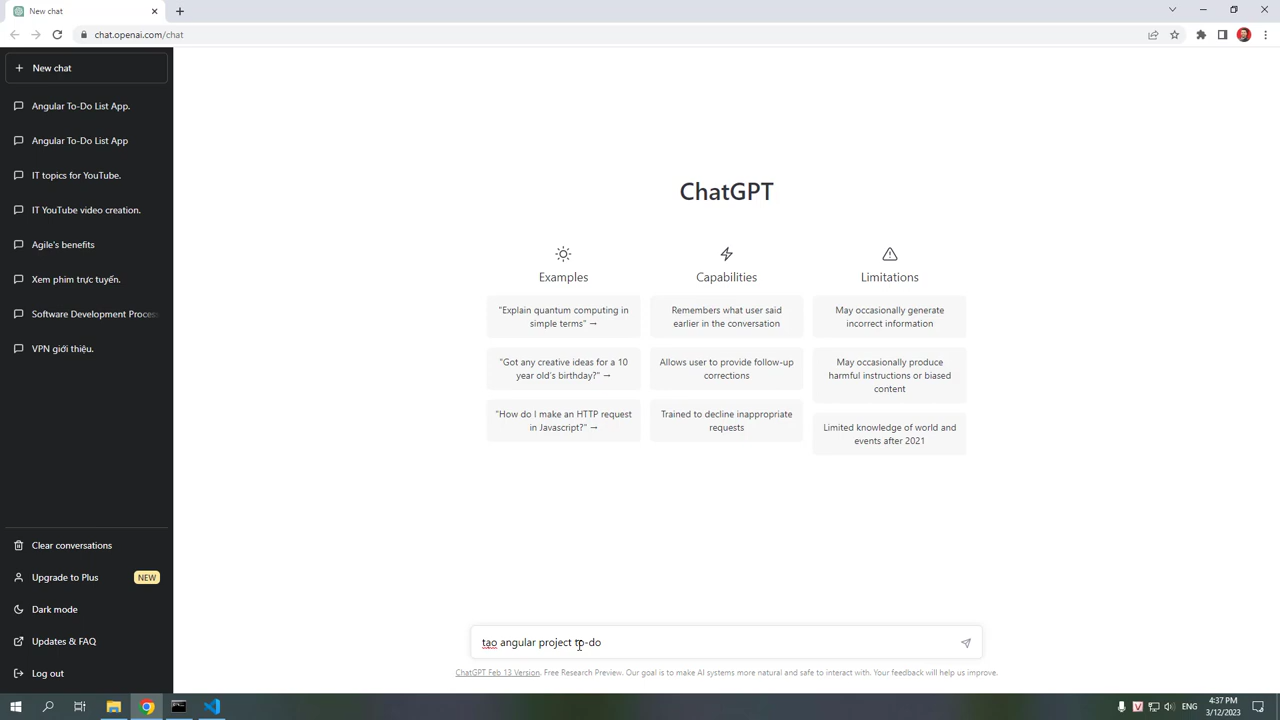 New chat
chat.openai.com/chat
New chat
Angular To-Do List App.
Angular To-Do List App
IT topics for YouTube.
IT YouTube video creation.
Agile's benefits
Xem phim trực tuyến.
Software Development Process
VPN giới thiệu.
Clear conversations
Upgrade to Plus
NEW
Dark mode
Updates & FAQ
Log out
ChatGPT
Examples
"Explain quantum computing in
simple terms" →
"Got any creative ideas for a 10
year old's birthday?" →
"How do I make an HTTP request
in Javascript?" →
Capabilities
Remembers what user said
earlier in the conversation
Allows user to provide follow-up
corrections
Trained to decline inappropriate
requests
Limitations
May occasionally generate
incorrect information
May occasionally produce
harmful instructions or biased
content
Limited knowledge of world and
events after 2021
tao angular project to-do
ChatGPT Feb 13 Version. Free Research Preview. Our goal is to make AI systems more natural and safe to interact with. Your feedback will help us improve.
ENG
4:37 PM
3/12/2023